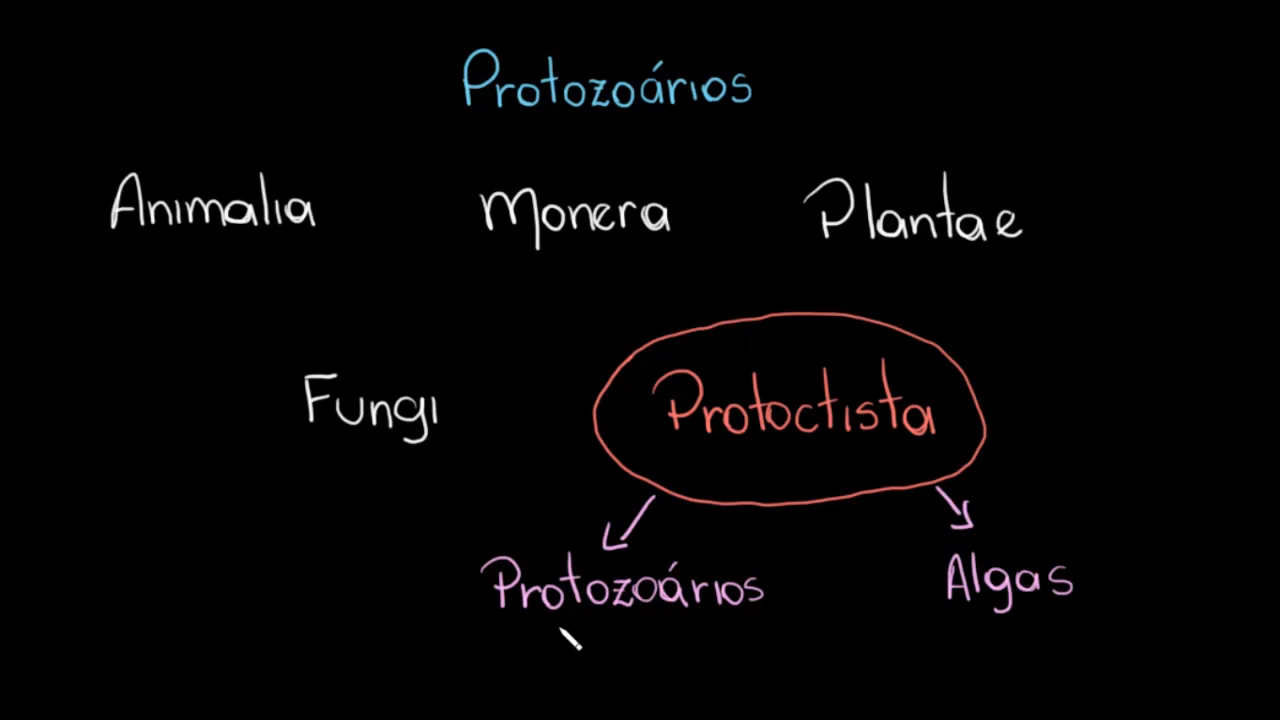 Protozoários
Animalia Monera Plantae
Fungi Protoctista
Protozoários Algas